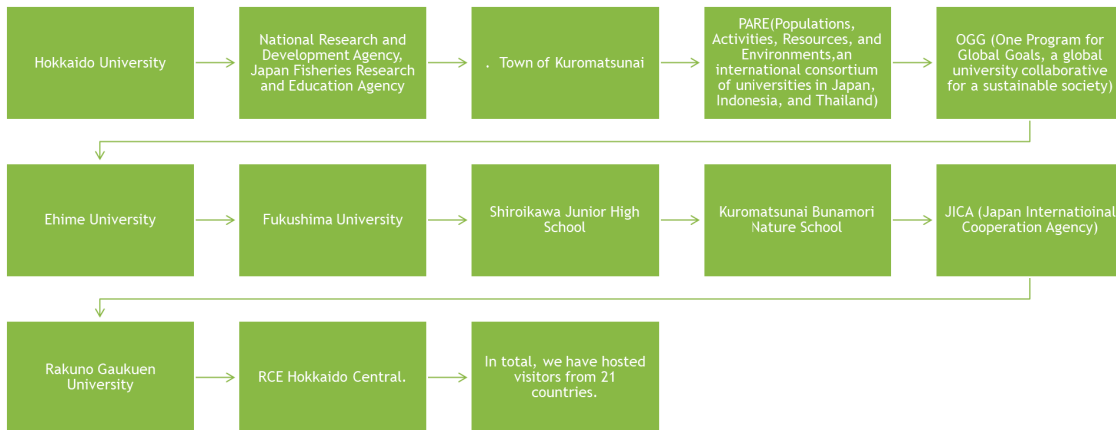 Hokkaido University
National Research and
Development Agency,
Japan Fisheries Research
and Education Agency
. Town of Kuromatsunai
PARE(Populations,
Activities, Resources, and
Environments,an
international consortium
of universities in Japan,
Indonesia, and Thailand)
OGG (One Program for
Global Goals, a global
university collaborative
for a sustainable society)
Ehime University
Fukushima University
Shiroikawa Junior High
School
Kuromatsunai Bunamori
Nature School
JICA (Japan Internatioinal
Cooperation Agency)
Rakuno Gaukuen
University
RCE Hokkaido Central.
In total, we have hosted
visitors from 21
countries.